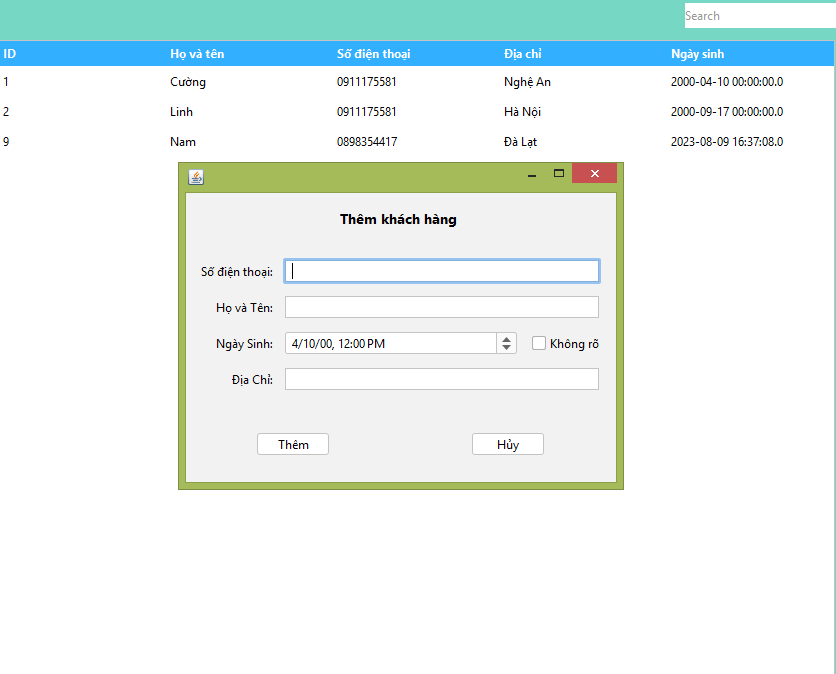 Search
ID Họ và tên Số điện thoại Địa chỉ Ngày sinh
1 Cường 0911175581 Nghệ An 2000-04-10 00:00:00.0
2 Linh 0911175581 Hà Nội 2000-09-17 00:00:00.0
9 Nam 0898354417 Đà Lạt 2023-08-09 16:37:08.0
Thêm khách hàng
Số điện thoại:
Họ và Tên:
Ngày Sinh: 4/10/00, 12:00 PM Không rõ
Địa Chỉ:
Thêm Hủy